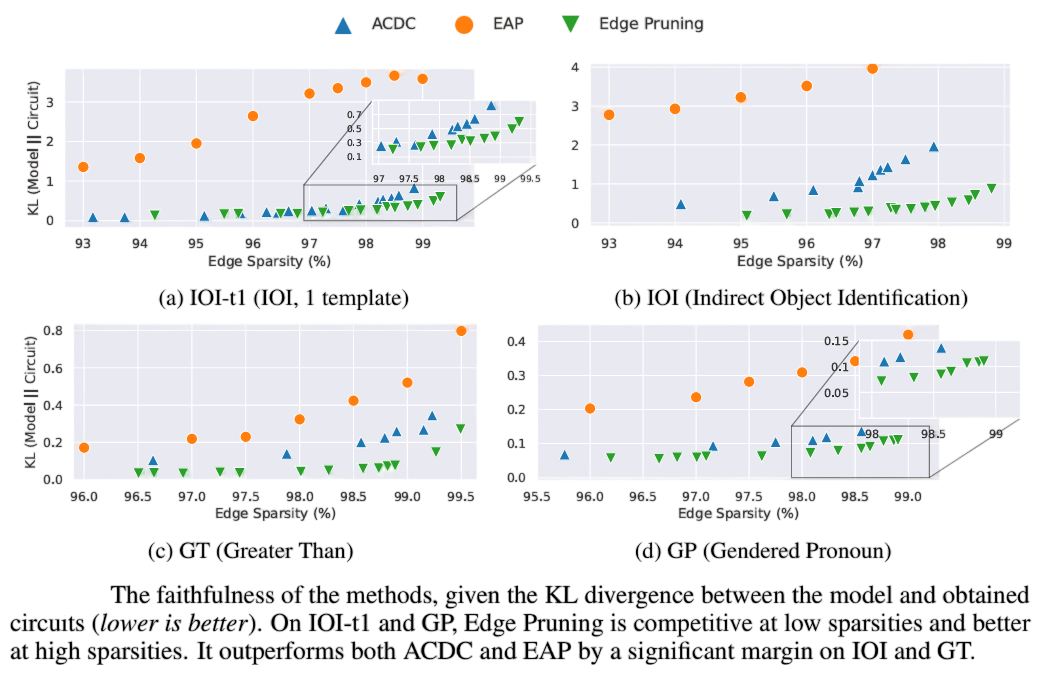 ACDC EAP Edge Pruning
KL (Model || Circuit)
3
2
1
0
0.7
0.5
0.3
0.1
97 97.5 98 98.5 99 99.5
93 94 95 96 97 98 99
Edge Sparsity (%)
(a) IOI-t1 (IOI, 1 template)
4
3
2
1
0
93 94 95 96 97 98 99
Edge Sparsity (%)
(b) IOI (Indirect Object Identification)
KL (Model || Circuit)
0.8
0.6
0.4
0.2
0.0
96.0 96.5 97.0 97.5 98.0 98.5 99.0 99.5
Edge Sparsity (%)
(c) GT (Greater Than)
0.4
0.3
0.2
0.1
0.0
0.15
0.1
0.05
98 98.5 99
95.5 96.0 96.5 97.0 97.5 98.0 98.5 99.0
Edge Sparsity (%)
(d) GP (Gendered Pronoun)
The faithfulness of the methods, given the KL divergence between the model and obtained
circuits (lower is better). On IOI-t1 and GP, Edge Pruning is competitive at low sparsities and better
at high sparsities. It outperforms both ACDC and EAP by a significant margin on IOI and GT.